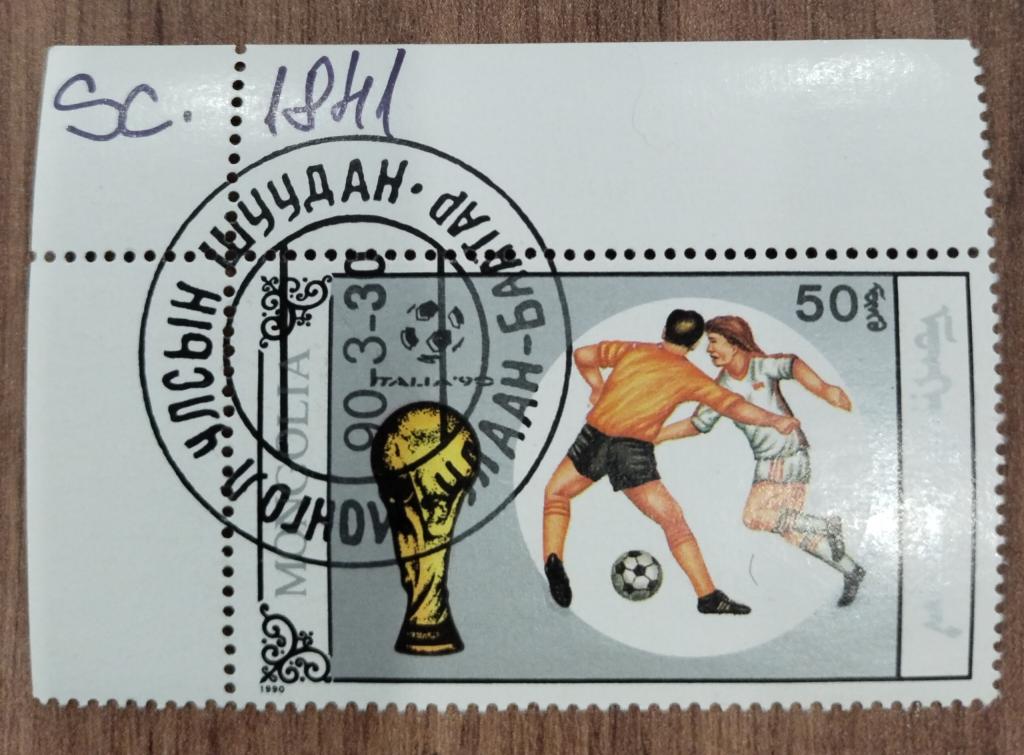 Sc. 1841
МОНГОЛ УЛСЫН ШУУДАН · УЛААН-БААТАР
90-3-30
50
ITALIA '90
MONGOLIA
1990